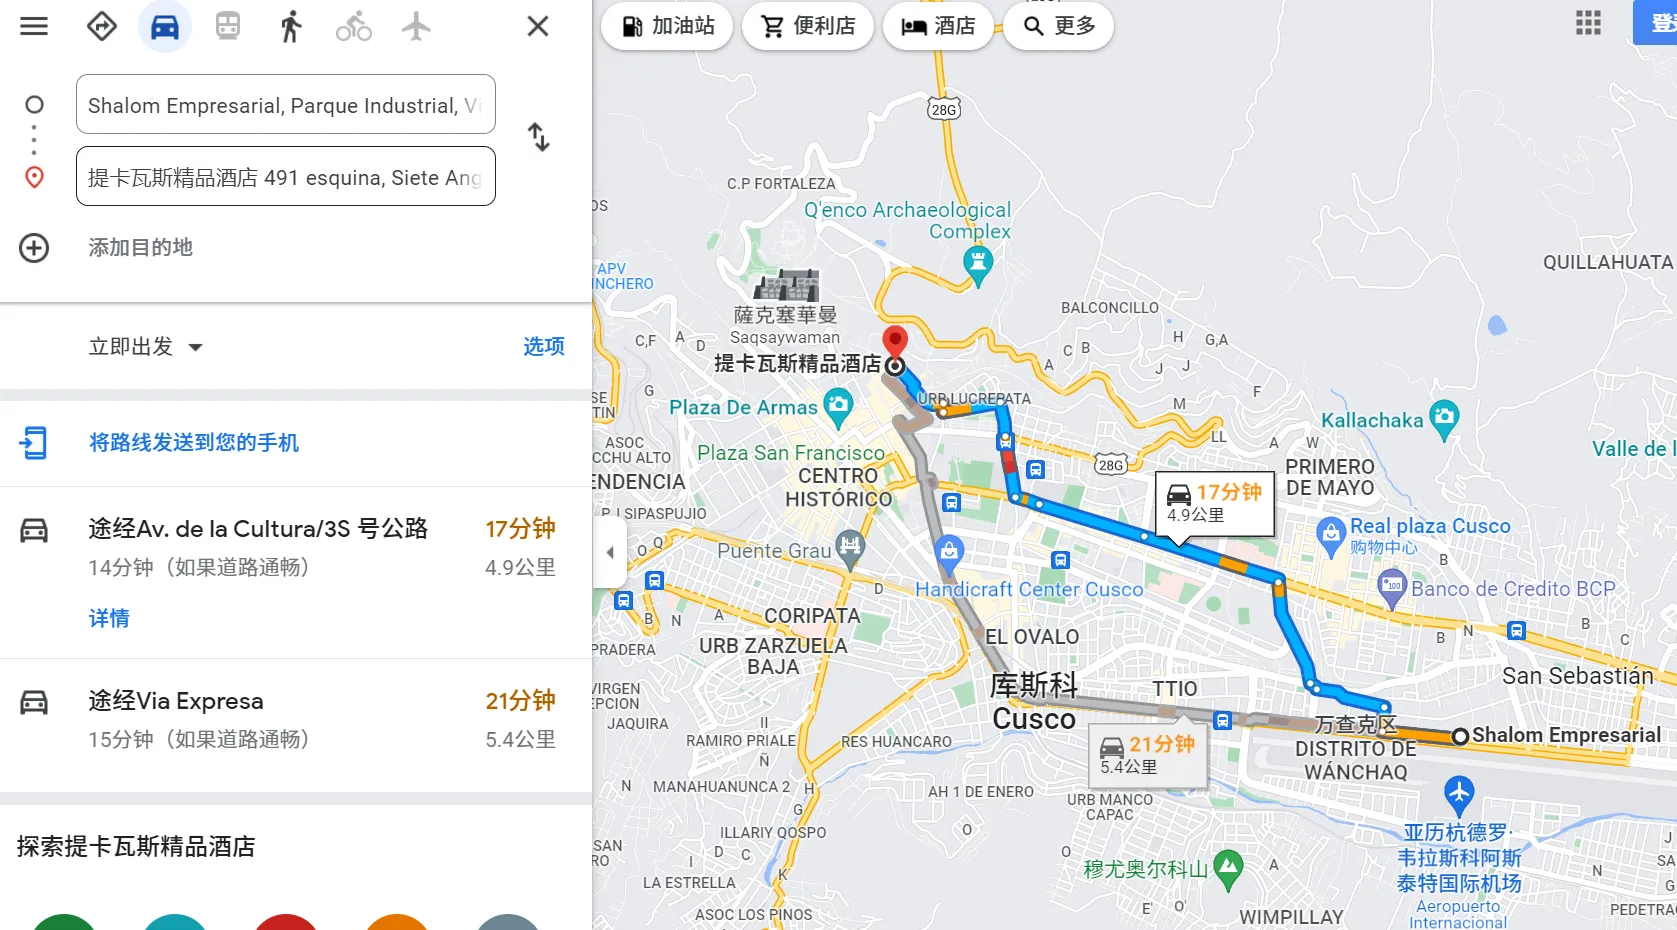 加油站
便利店
酒店
更多
Shalom Empresarial, Parque Industrial, Vi
提卡瓦斯精品酒店 491 esquina, Siete Ang
添加目的地
立即出发
选项
将路线发送到您的手机
途经Av. de la Cultura/3S 号公路
17分钟
14分钟（如果道路通畅）
4.9公里
详情
途经Via Expresa
21分钟
15分钟（如果道路通畅）
5.4公里
探索提卡瓦斯精品酒店
28G
C.P FORTALEZA
Q'enco Archaeological
Complex
OS
APV
NCHERO
QUILLAHUATA
薩克塞華曼
Saqsaywaman
BALCONCILLO
提卡瓦斯精品酒店
C,F
A
D
H
G,A
C
B
A
J
J
G
F
M
URB LUCREPATA
Plaza De Armas
SE
TIN
Kallachaka
LL
A
W
ASOC
CCHU ALTO
Plaza San Francisco
Valle de l
28G
PRIMERO
DE MAYO
ENDENCIA
CENTRO
HISTÓRICO
17分钟
4.9公里
P.J SIPASPUJIO
Real plaza Cusco
购物中心
O
Q
Puente Grau
B
D
Handicraft Center Cusco
Banco de Credito BCP
100
CORIPATA
B
N
A
EL OVALO
B
N
B
C
PRADERA
URB ZARZUELA
BAJA
San Sebastián
VIRGEN
EPCION
库斯科
Cusco
TTIO
JAQUIRA
II
RAMIRO PRIALE
Ñ
RES HUANCARO
万查克区
DISTRITO DE
WÁNCHAQ
Shalom Empresarial
21分钟
5.4公里
N
MANAHUANUNCA 2
H
G
AH 1 DE ENERO
URB MANCO
CAPAC
ILLARIY QOSPO
O
亚历杭德罗·
韦拉斯科阿斯
泰特国际机场
Aeropuerto
Internacional
SAN
RO
I
D
C
O
J
SA
穆尤奥尔科山
A
N
G
LA ESTRELLA
K
ASOC LOS PINOS
E'
O'
WIMPILLAY
PEDETRA
登